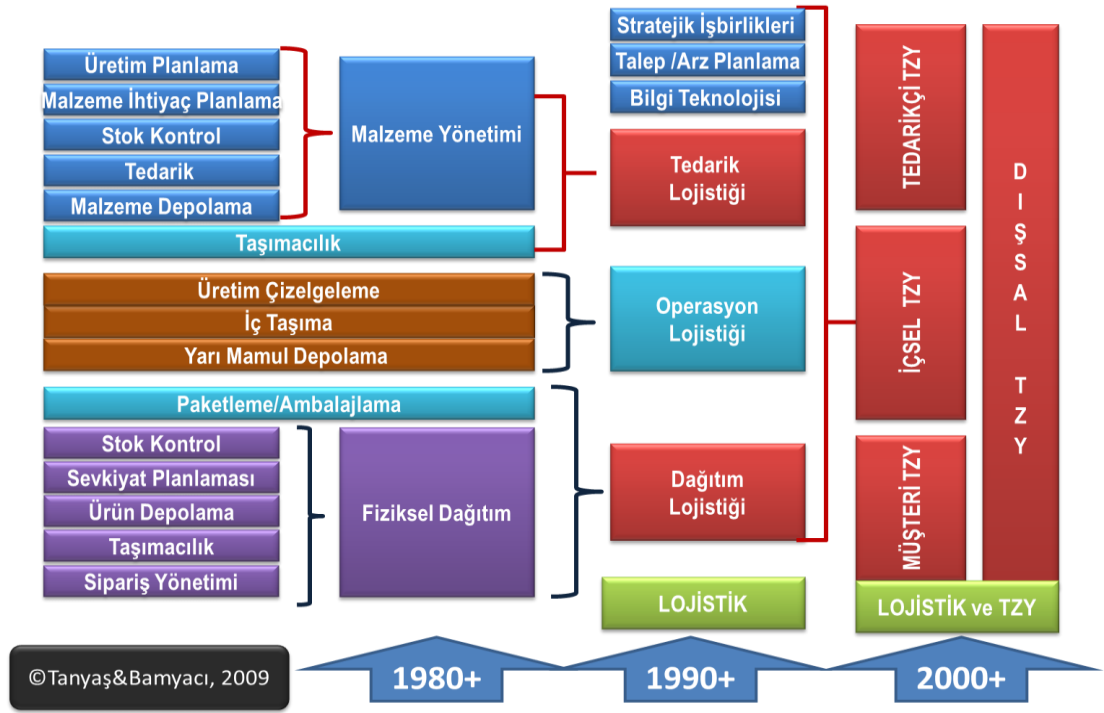 Üretim Planlama
Malzeme İhtiyaç Planlama
Stok Kontrol
Tedarik
Malzeme Depolama
Taşımacılık
Üretim Çizelgeleme
İç Taşıma
Yarı Mamul Depolama
Paketleme/Ambalajlama
Stok Kontrol
Sevkiyat Planlaması
Ürün Depolama
Taşımacılık
Sipariş Yönetimi
Malzeme Yönetimi
Fiziksel Dağıtım
Stratejik İşbirlikleri
Talep /Arz Planlama
Bilgi Teknolojisi
Tedarik
Lojistiği
Operasyon
Lojistiği
Dağıtım
Lojistiği
LOJİSTİK
TEDARİKÇİ TZY
İÇSEL TZY
MÜŞTERİ TZY
DIŞSAL TZY
LOJİSTİK ve TZY
©Tanyaş&Bamyacı, 2009
1980+
1990+
2000+